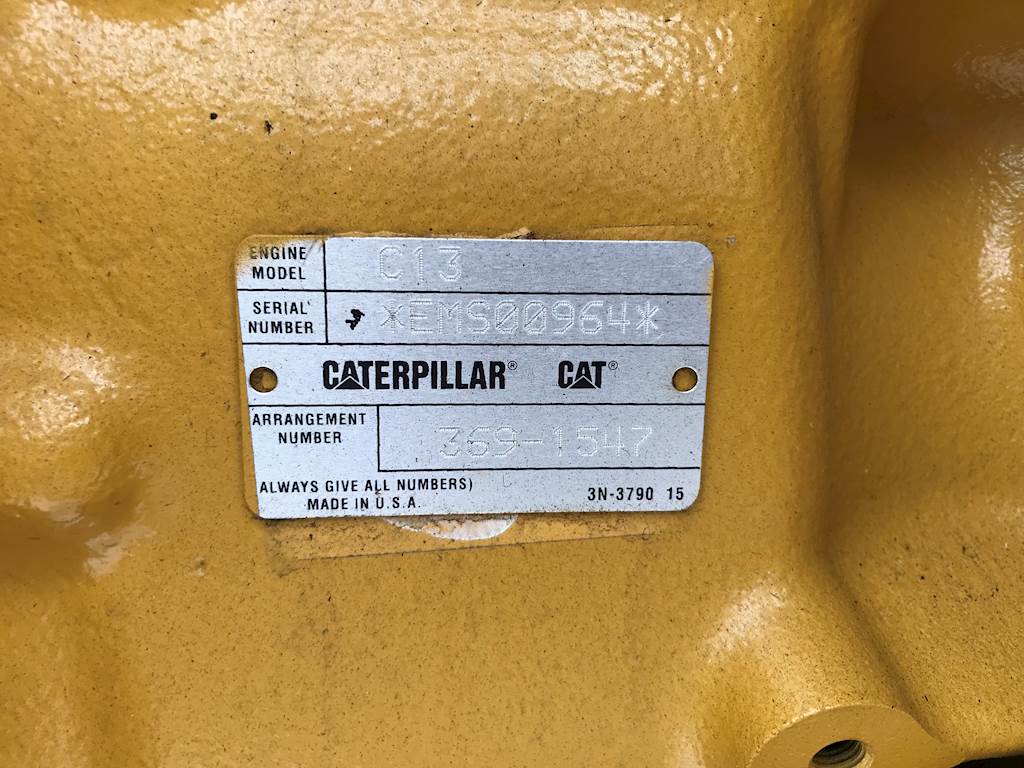 ENGINE MODEL C13
SERIAL NUMBER *EMS00964*
CATERPILLAR® CAT®
ARRANGEMENT NUMBER 369-1547
ALWAYS GIVE ALL NUMBERS)
MADE IN U.S.A. 3N-3790 15